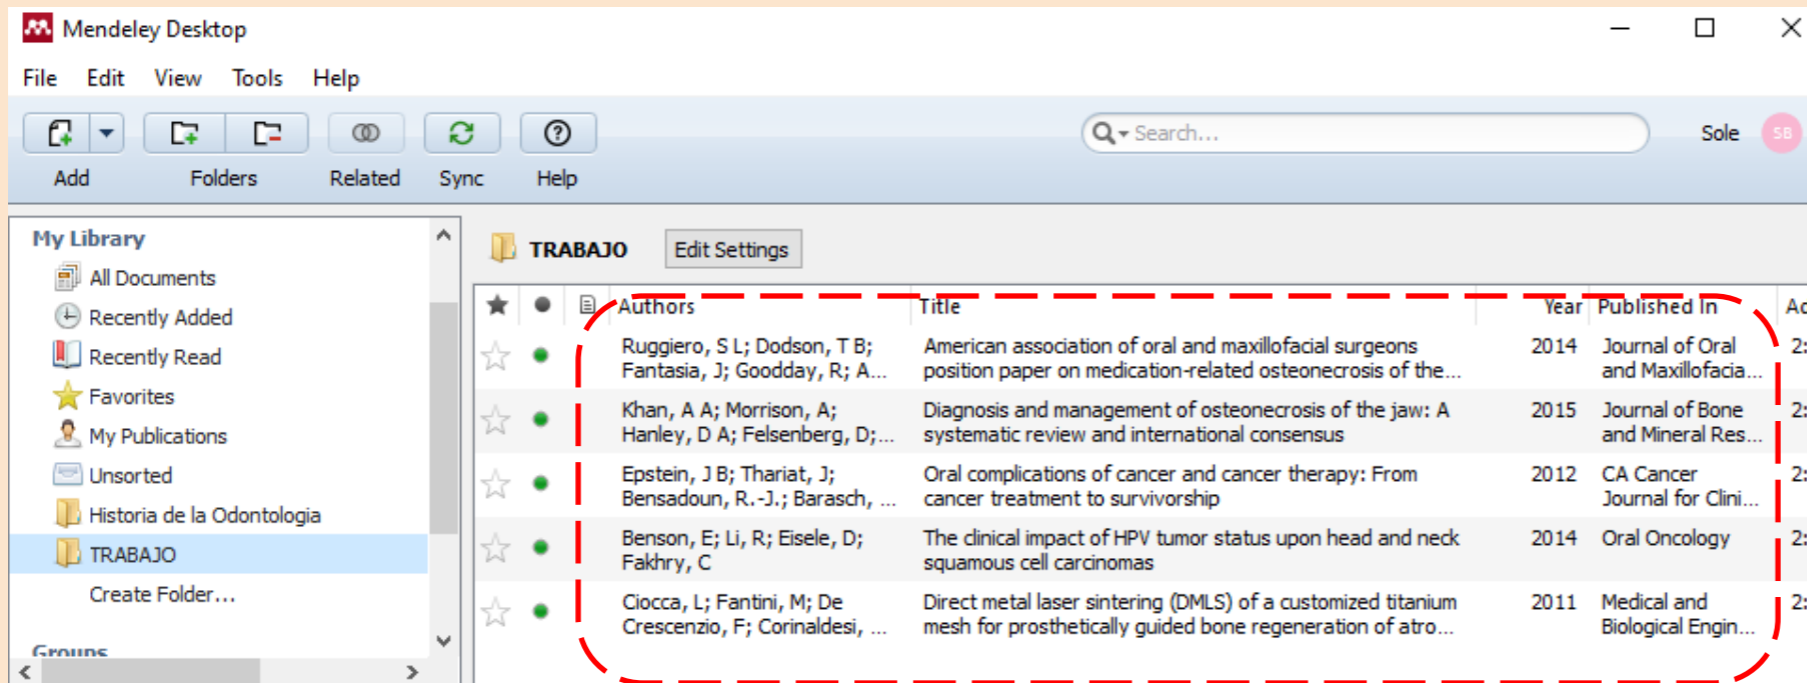 Mendeley Desktop
File Edit View Tools Help
Search...
Sole SB
Add Folders Related Sync Help
My Library
All Documents
Recently Added
Recently Read
Favorites
My Publications
Unsorted
Historia de la Odontologia
TRABAJO
Create Folder...
Groups
TRABAJO Edit Settings
Authors Title Year Published In
Ruggiero, S L; Dodson, T B; American association of oral and maxillofacial surgeons 2014 Journal of Oral 2:
Fantasia, J; Goodday, R; A... position paper on medication-related osteonecrosis of the... and Maxillofacia...
Khan, A A; Morrison, A; Diagnosis and management of osteonecrosis of the jaw: A 2015 Journal of Bone 2:
Hanley, D A; Felsenberg, D;... systematic review and international consensus and Mineral Res...
Epstein, J B; Thariat, J; Oral complications of cancer and cancer therapy: From 2012 CA Cancer 2:
Bensadoun, R.-J.; Barasch, ... cancer treatment to survivorship Journal for Clini...
Benson, E; Li, R; Eisele, D; The clinical impact of HPV tumor status upon head and neck 2014 Oral Oncology 2:
Fakhry, C squamous cell carcinomas
Ciocca, L; Fantini, M; De Direct metal laser sintering (DMLS) of a customized titanium 2011 Medical and 2:
Crescenzio, F; Corinaldesi, ... mesh for prosthetically guided bone regeneration of atro... Biological Engin...